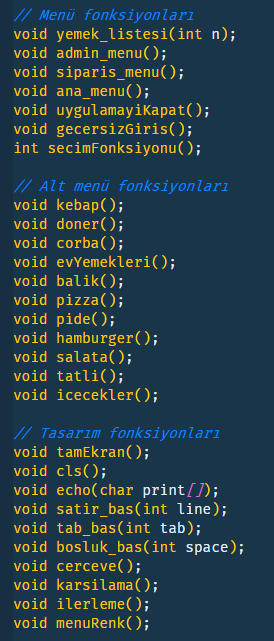 // Menü fonksiyonları
void yemek_listesi(int n);
void admin_menu();
void siparis_menu();
void ana_menu();
void uygulamayiKapat();
void gecersizGiris();
int secimFonksiyonu();
// Alt menü fonksiyonları
void kebap();
void doner();
void corba();
void evYemekleri();
void balik();
void pizza();
void pide();
void hamburger();
void salata();
void tatli();
void icecekler();
// Tasarım fonksiyonları
void tamEkran();
void cls();
void echo(char print[]);
void satir_bas(int line);
void tab_bas(int tab);
void bosluk_bas(int space);
void cerceve();
void karsilama();
void ilerleme();
void menuRenk();